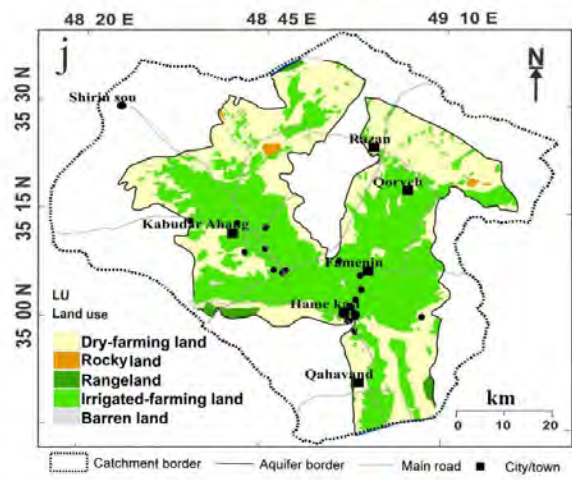 48 20 E 48 45 E 49 10 E
j
N
35 30 N
Shirin sou
Razan
Qorveh
35 15 N
Kabudar Ahang
Famenin
LU
Land use
35 00 N
Dry-farming land
Rocky land
Rangeland
Irrigated-farming land
Barren land
Qahavand
km
0 10 20
Catchment border Aquifer border Main road City/town